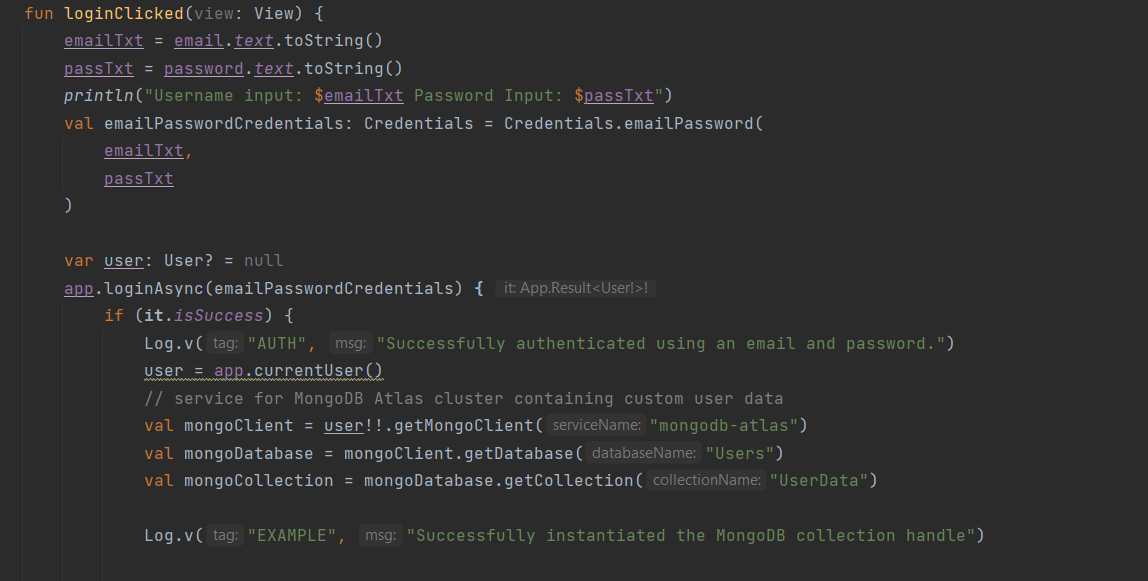 fun loginClicked(view: View) {
    emailTxt = email.text.toString()
    passTxt = password.text.toString()
    println("Username input: $emailTxt Password Input: $passTxt")
    val emailPasswordCredentials: Credentials = Credentials.emailPassword(
        emailTxt,
        passTxt
    )
    var user: User? = null
    app.loginAsync(emailPasswordCredentials) { it: App.Result<User!>!
        if (it.isSuccess) {
            Log.v( tag: "AUTH", msg: "Successfully authenticated using an email and password.")
            user = app.currentUser()
            // service for MongoDB Atlas cluster containing custom user data
            val mongoClient = user!!.getMongoClient( serviceName: "mongodb-atlas")
            val mongoDatabase = mongoClient.getDatabase( databaseName: "Users")
            val mongoCollection = mongoDatabase.getCollection( collectionName: "UserData")
            Log.v( tag: "EXAMPLE", msg: "Successfully instantiated the MongoDB collection handle")